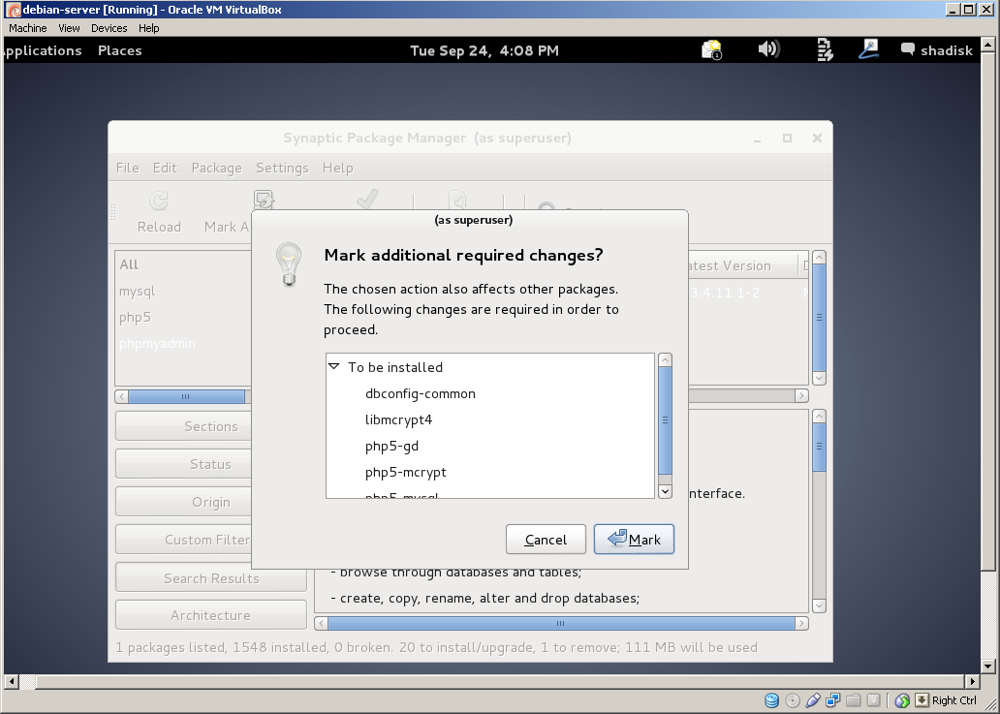 debian-server [Running] - Oracle VM VirtualBox
Machine View Devices Help
pplications Places Tue Sep 24, 4:08 PM 1 shadisk
Synaptic Package Manager (as superuser)
File Edit Package Settings Help
Reload Mark A
(as superuser)
Mark additional required changes?
The chosen action also affects other packages.
The following changes are required in order to
proceed.
To be installed
dbconfig-common
libmcrypt4
php5-gd
php5-mcrypt
php5-mysql
Cancel Mark
All
mysql
php5
phpmyadmin
atest Version
3.4.11.1-2
Sections
Status
Origin
Custom Filter
Search Results
Architecture
nterface.
- browse through databases and tables;
- create, copy, rename, alter and drop databases;
1 packages listed, 1548 installed, 0 broken. 20 to install/upgrade, 1 to remove; 111 MB will be used
Right Ctrl